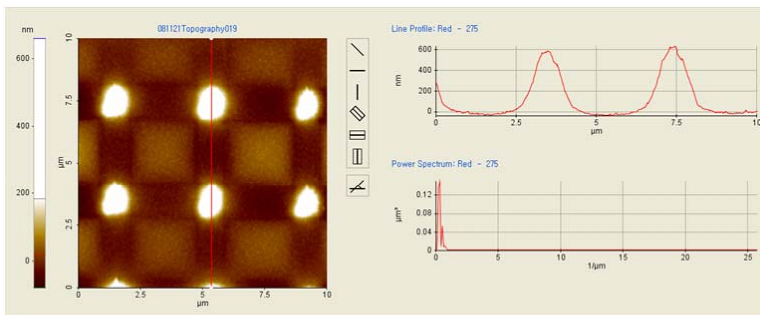 nm
600
400
200
0
081121Topography019
10
7.5
5
2.5
0
μm
0 2.5 5 7.5 10
μm
Line Profile: Red - 275
600
400
200
0
nm
0 2.5 5 7.5 10
μm
Power Spectrum: Red - 275
0.12
0.08
0.04
0
μm²
0 5 10 15 20 25
1/μm